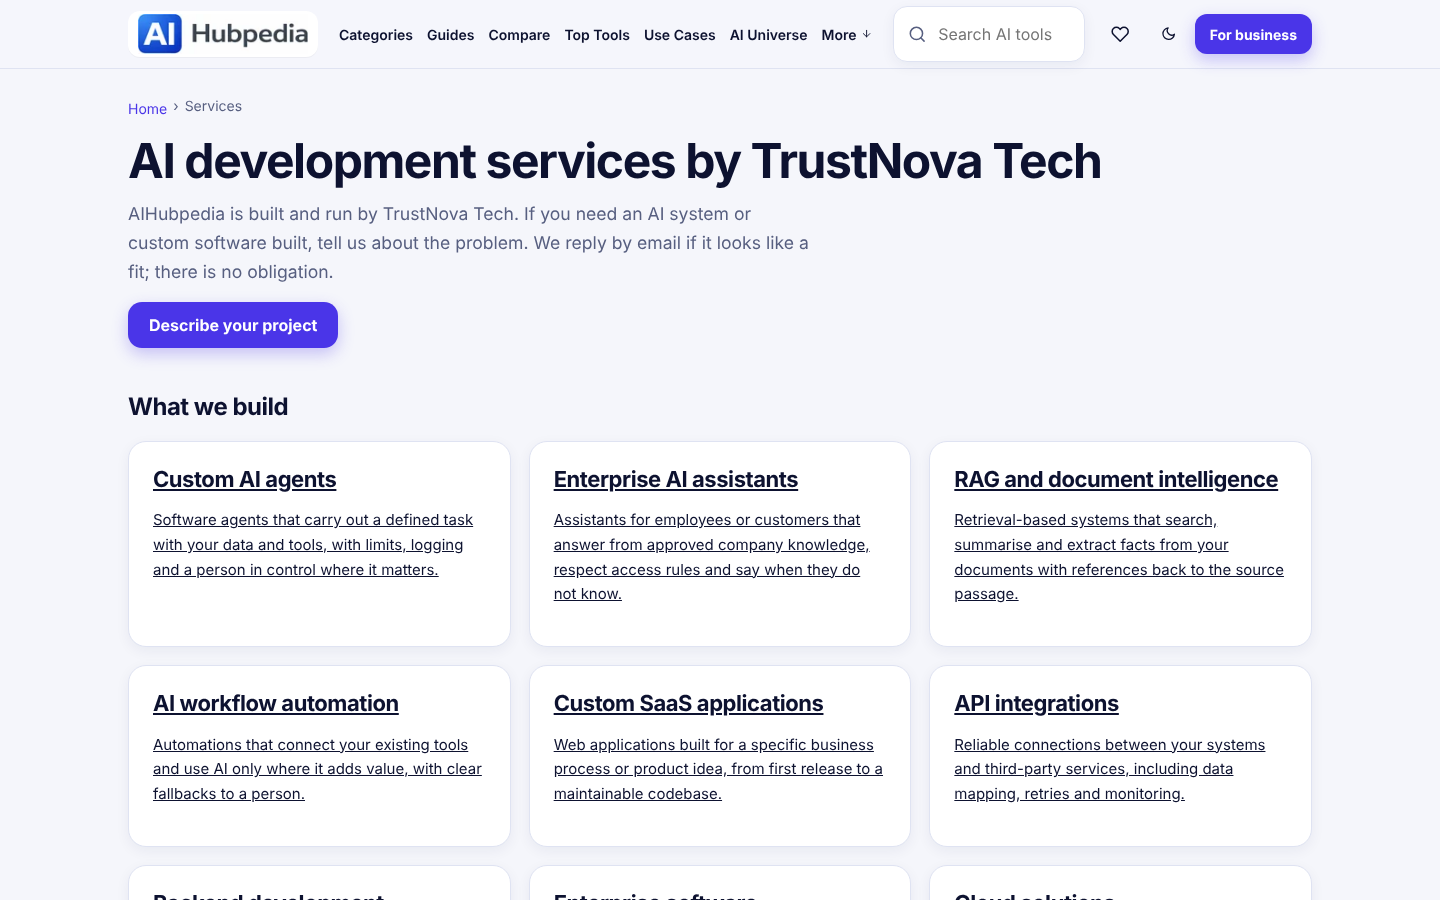 AI Hubpedia
Categories
Guides
Compare
Top Tools
Use Cases
AI Universe
More
Search AI tools
For business
Home › Services
AI development services by TrustNova Tech
AIHubpedia is built and run by TrustNova Tech. If you need an AI system or
custom software built, tell us about the problem. We reply by email if it looks like a
fit; there is no obligation.
Describe your project
What we build
Custom AI agents
Software agents that carry out a defined task
with your data and tools, with limits, logging
and a person in control where it matters.
Enterprise AI assistants
Assistants for employees or customers that
answer from approved company knowledge,
respect access rules and say when they do
not know.
RAG and document intelligence
Retrieval-based systems that search,
summarise and extract facts from your
documents with references back to the source
passage.
AI workflow automation
Automations that connect your existing tools
and use AI only where it adds value, with clear
fallbacks to a person.
Custom SaaS applications
Web applications built for a specific business
process or product idea, from first release to a
maintainable codebase.
API integrations
Reliable connections between your systems
and third-party services, including data
mapping, retries and monitoring.
Backend development
Enterprise software
Cloud solutions